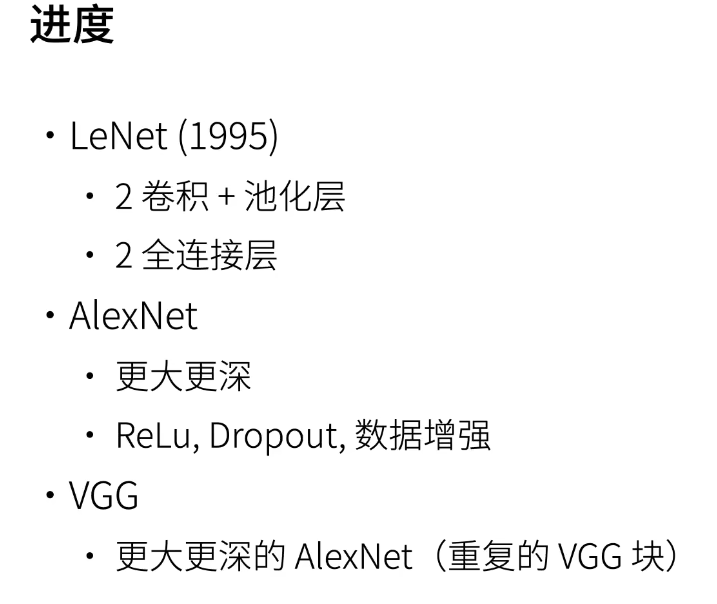 进度
• LeNet (1995)
• 2 卷积 + 池化层
• 2 全连接层
• AlexNet
• 更大更深
• ReLu, Dropout, 数据增强
• VGG
• 更大更深的 AlexNet（重复的 VGG 块）